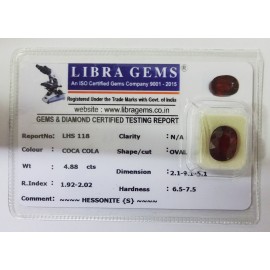 LIBRA GEMS
An ISO Certified Gems Company 9001 - 2015
Registered Under the Trade Marks with Govt. of India
website : www.libragems.co.in
GEMS & DIAMOND CERTIFIED TESTING REPORT
ReportNo: LHS 118 Clarity : N/A
Colour : COCA COLA Shape/cut : OVAL
Wt : 4.88 cts Dimension : 2.1-9.1-5.1
R.Index : 1.92-2.02 Hardness : 6.5-7.5
Comment : ~~~~ HESSONITE {S} ~~~~